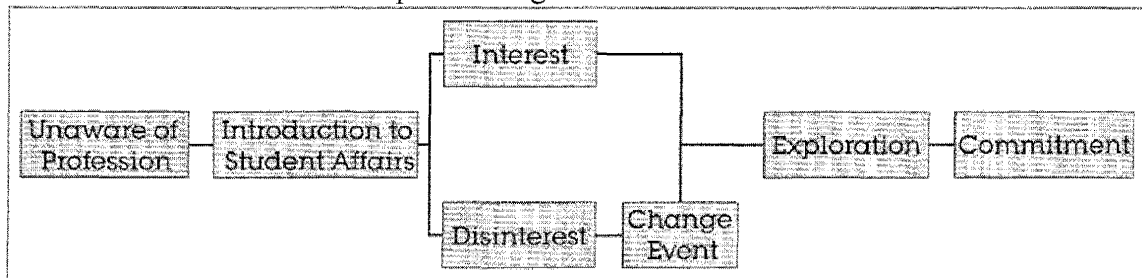 Interest
Unaware of
Profession
Introduction to
Student Affairs
Exploration
Commitment
Disinterest
Change
Event